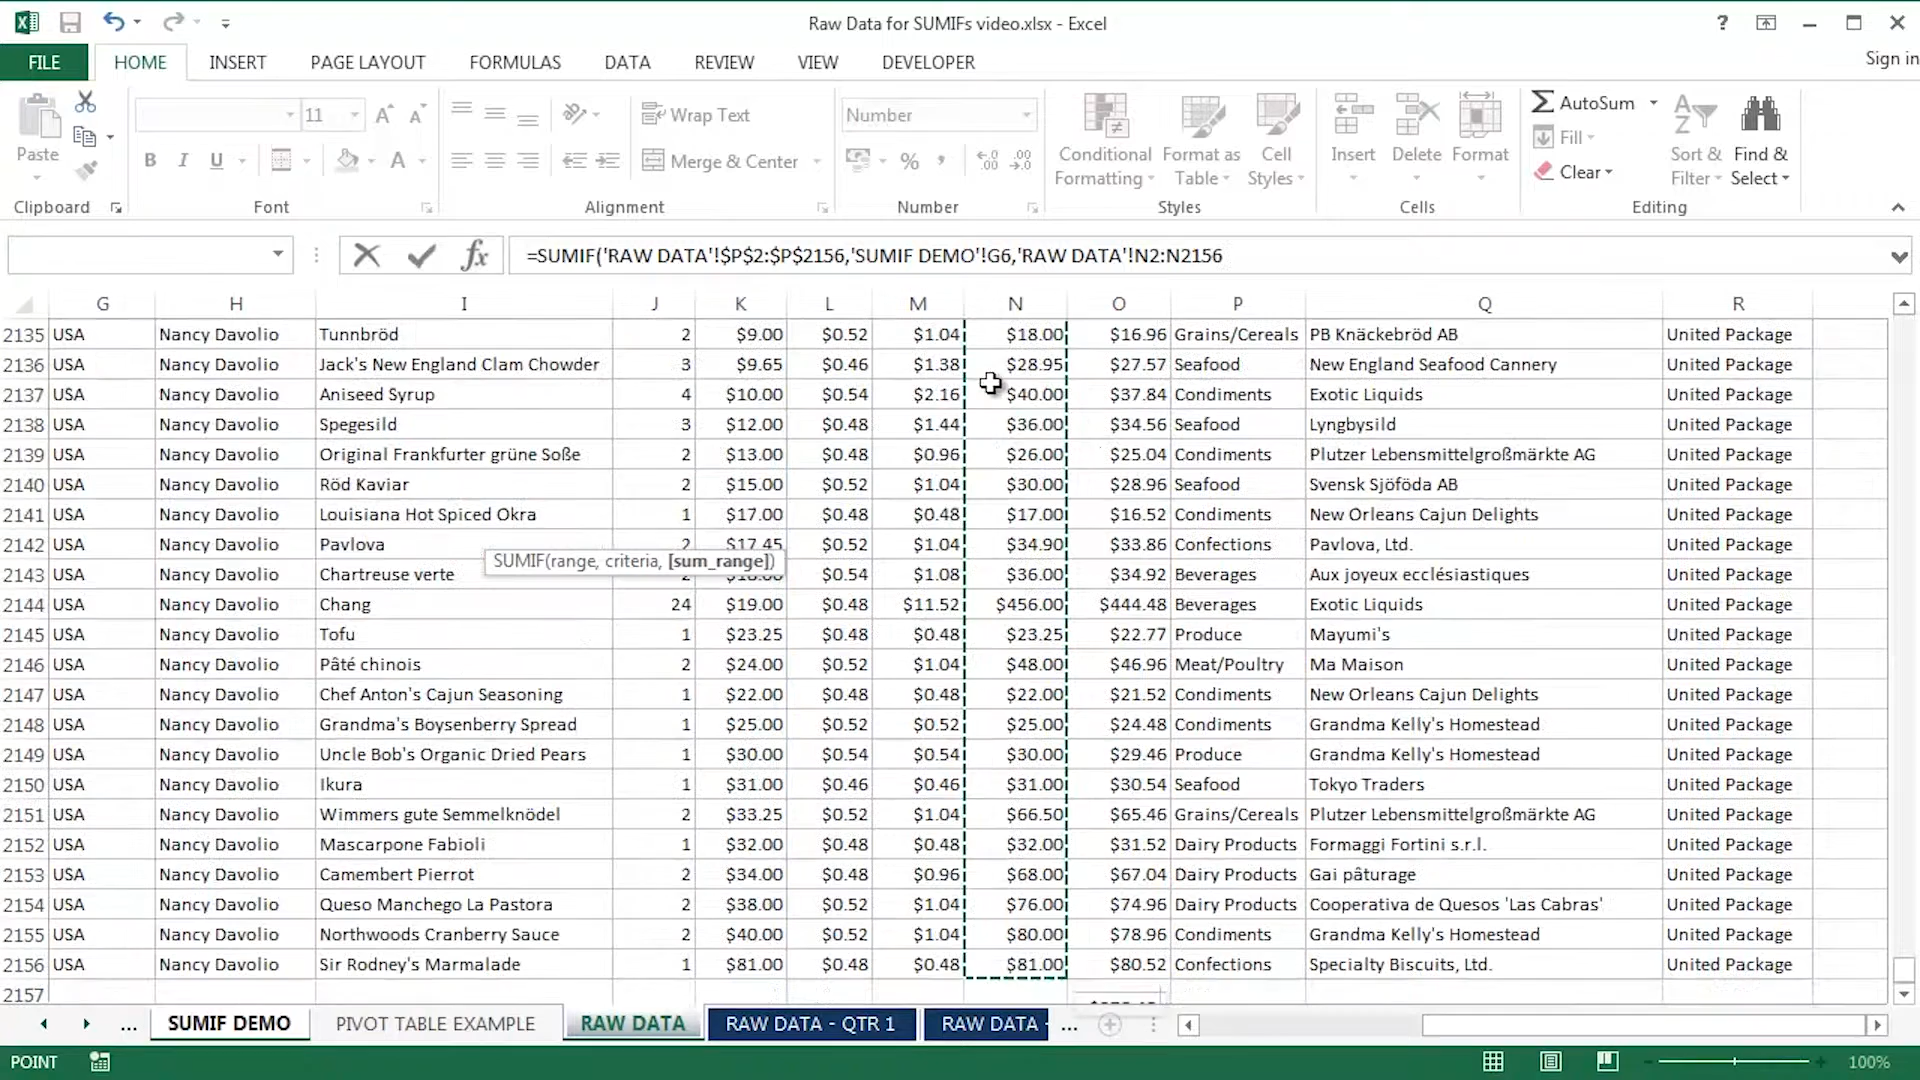 Raw Data for SUMIFs video.xlsx - Excel
?
FILE HOME INSERT PAGE LAYOUT FORMULAS DATA REVIEW VIEW DEVELOPER Sign in
Paste
Clipboard
11 A A
B I U A
Font
Wrap Text
Merge & Center
Alignment
Number
% ,
Number
Conditional Formatting
Format as Table
Cell Styles
Styles
Insert
Delete
Format
Cells
AutoSum
Fill
Clear
Sort & Filter
Find & Select
Editing
fx =SUMIF('RAW DATA'!$P$2:$P$2156,'SUMIF DEMO'!G6,'RAW DATA'!N2:N2156
G H I J K L M N O P Q R
2135 USA Nancy Davolio Tunnbröd 2 $9.00 $0.52 $1.04 $18.00 $16.96 Grains/Cereals PB Knäckebröd AB United Package
2136 USA Nancy Davolio Jack's New England Clam Chowder 3 $9.65 $0.46 $1.38 $28.95 $27.57 Seafood New England Seafood Cannery United Package
2137 USA Nancy Davolio Aniseed Syrup 4 $10.00 $0.54 $2.16 $40.00 $37.84 Condiments Exotic Liquids United Package
2138 USA Nancy Davolio Spegesild 3 $12.00 $0.48 $1.44 $36.00 $34.56 Seafood Lyngbysild United Package
2139 USA Nancy Davolio Original Frankfurter grüne Soße 2 $13.00 $0.48 $0.96 $26.00 $25.04 Condiments Plutzer Lebensmittelgroßmärkte AG United Package
2140 USA Nancy Davolio Röd Kaviar 2 $15.00 $0.52 $1.04 $30.00 $28.96 Seafood Svensk Sjöföda AB United Package
2141 USA Nancy Davolio Louisiana Hot Spiced Okra 1 $17.00 $0.48 $0.48 $17.00 $16.52 Condiments New Orleans Cajun Delights United Package
2142 USA Nancy Davolio Pavlova 2 $17.45 $0.52 $1.04 $34.90 $33.86 Confections Pavlova, Ltd. United Package
SUMIF(range, criteria, [sum_range])
2143 USA Nancy Davolio Chartreuse verte $0.54 $1.08 $36.00 $34.92 Beverages Aux joyeux ecclésiastiques United Package
2144 USA Nancy Davolio Chang 24 $19.00 $0.48 $11.52 $456.00 $444.48 Beverages Exotic Liquids United Package
2145 USA Nancy Davolio Tofu 1 $23.25 $0.48 $0.48 $23.25 $22.77 Produce Mayumi's United Package
2146 USA Nancy Davolio Pâté chinois 2 $24.00 $0.52 $1.04 $48.00 $46.96 Meat/Poultry Ma Maison United Package
2147 USA Nancy Davolio Chef Anton's Cajun Seasoning 1 $22.00 $0.48 $0.48 $22.00 $21.52 Condiments New Orleans Cajun Delights United Package
2148 USA Nancy Davolio Grandma's Boysenberry Spread 1 $25.00 $0.52 $0.52 $25.00 $24.48 Condiments Grandma Kelly's Homestead United Package
2149 USA Nancy Davolio Uncle Bob's Organic Dried Pears 1 $30.00 $0.54 $0.54 $30.00 $29.46 Produce Grandma Kelly's Homestead United Package
2150 USA Nancy Davolio Ikura 1 $31.00 $0.46 $0.46 $31.00 $30.54 Seafood Tokyo Traders United Package
2151 USA Nancy Davolio Wimmers gute Semmelknödel 2 $33.25 $0.52 $1.04 $66.50 $65.46 Grains/Cereals Plutzer Lebensmittelgroßmärkte AG United Package
2152 USA Nancy Davolio Mascarpone Fabioli 1 $32.00 $0.48 $0.48 $32.00 $31.52 Dairy Products Formaggi Fortini s.r.l. United Package
2153 USA Nancy Davolio Camembert Pierrot 2 $34.00 $0.48 $0.96 $68.00 $67.04 Dairy Products Gai pâturage United Package
2154 USA Nancy Davolio Queso Manchego La Pastora 2 $38.00 $0.52 $1.04 $76.00 $74.96 Dairy Products Cooperativa de Quesos 'Las Cabras' United Package
2155 USA Nancy Davolio Northwoods Cranberry Sauce 2 $40.00 $0.52 $1.04 $80.00 $78.96 Condiments Grandma Kelly's Homestead United Package
2156 USA Nancy Davolio Sir Rodney's Marmalade 1 $81.00 $0.48 $0.48 $81.00 $80.52 Confections Specialty Biscuits, Ltd. United Package
2157
... SUMIF DEMO PIVOT TABLE EXAMPLE RAW DATA RAW DATA - QTR 1 RAW DATA - ...
POINT 100%